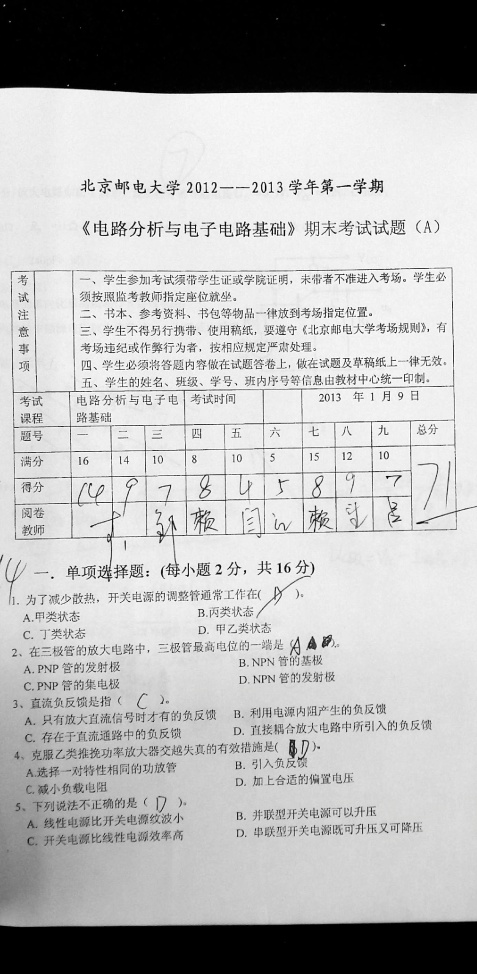 北京邮电大学 2012——2013 学年第一学期
《电路分析与电子电路基础》期末考试试题（A）
考试注意事项
一、学生参加考试须带学生证或学院证明，未带者不准进入考场。学生必
须按照监考教师指定座位就坐。
二、书本、参考资料、书包等物品一律放到考场指定位置。
三、学生不得另行携带、使用稿纸，要遵守《北京邮电大学考场规则》，有
考场违纪或作弊行为者，按相应规定严肃处理。
四、学生必须将答题内容做在试题答卷上，做在试题及草稿纸上一律无效。
五、学生的姓名、班级、学号、班内序号等信息由教材中心统一印制。
考试课程 电路分析与电子电路基础 考试时间 2013 年 1 月 9 日
题号 一 二 三 四 五 六 七 八 九 总分
满分 16 14 10 8 10 5 15 12 10
得分 14 9 7 8 4 5 8 9 7 71
阅卷教师 赖 闫 赖 吕
14 一．单项选择题：（每小题 2 分，共 16 分）
1. 为了减少散热，开关电源的调整管通常工作在( D )。
A.甲类状态 B.丙类状态
C. 丁类状态 D. 甲乙类状态
2、在三极管的放大电路中，三极管最高电位的一端是( A )。
A. PNP 管的发射极 B. NPN 管的基极
C. PNP 管的集电极 D. NPN 管的发射极
3、直流负反馈是指（ C ）。
A. 只有放大直流信号时才有的负反馈 B. 利用电源内阻产生的负反馈
C. 存在于直流通路中的负反馈 D. 直接耦合放大电路中所引入的负反馈
4、克服乙类推挽功率放大器交越失真的有效措施是( D )。
A.选择一对特性相同的功放管 B. 引入负反馈
C. 减小负载电阻 D. 加上合适的偏置电压
5、下列说法不正确的是（ D ）。
A. 线性电源比开关电源纹波小 B. 并联型开关电源可以升压
C. 开关电源比线性电源效率高 D. 串联型开关电源既可升压又可降压